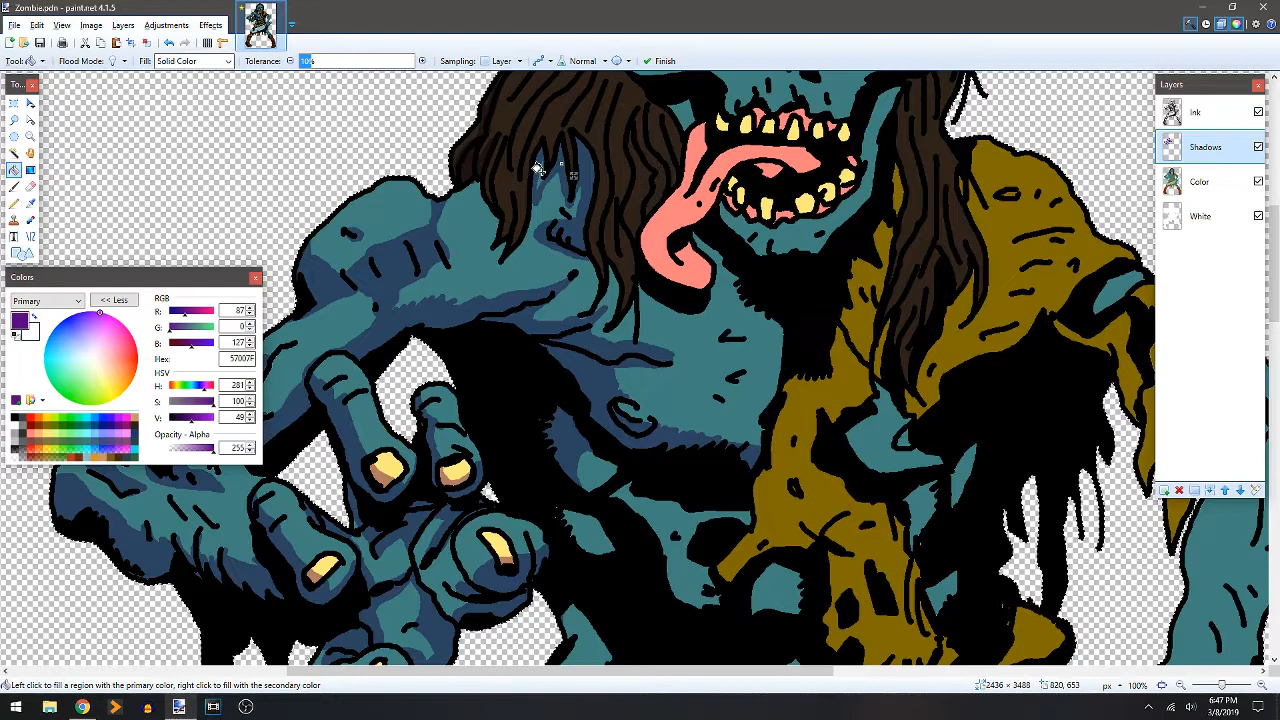 Zombie.pdn - paint.net 4.1.5
File Edit View Image Layers Adjustments Effects
Tool: Flood Mode: Fill: Solid Color Tolerance: Sampling: Layer Normal Finish
To...
Layers
Ink
Shadows
Color
White
Colors
Primary << Less
RGB
R: 87
G: 0
B: 127
Hex: 57007F
HSV
H: 281
S: 100
V: 49
Opacity - Alpha
255
Left click to fill a region with the primary color, right click to fill with the secondary color
2436 × 3488 820, 653 px 100%
6:47 PM
3/8/2019